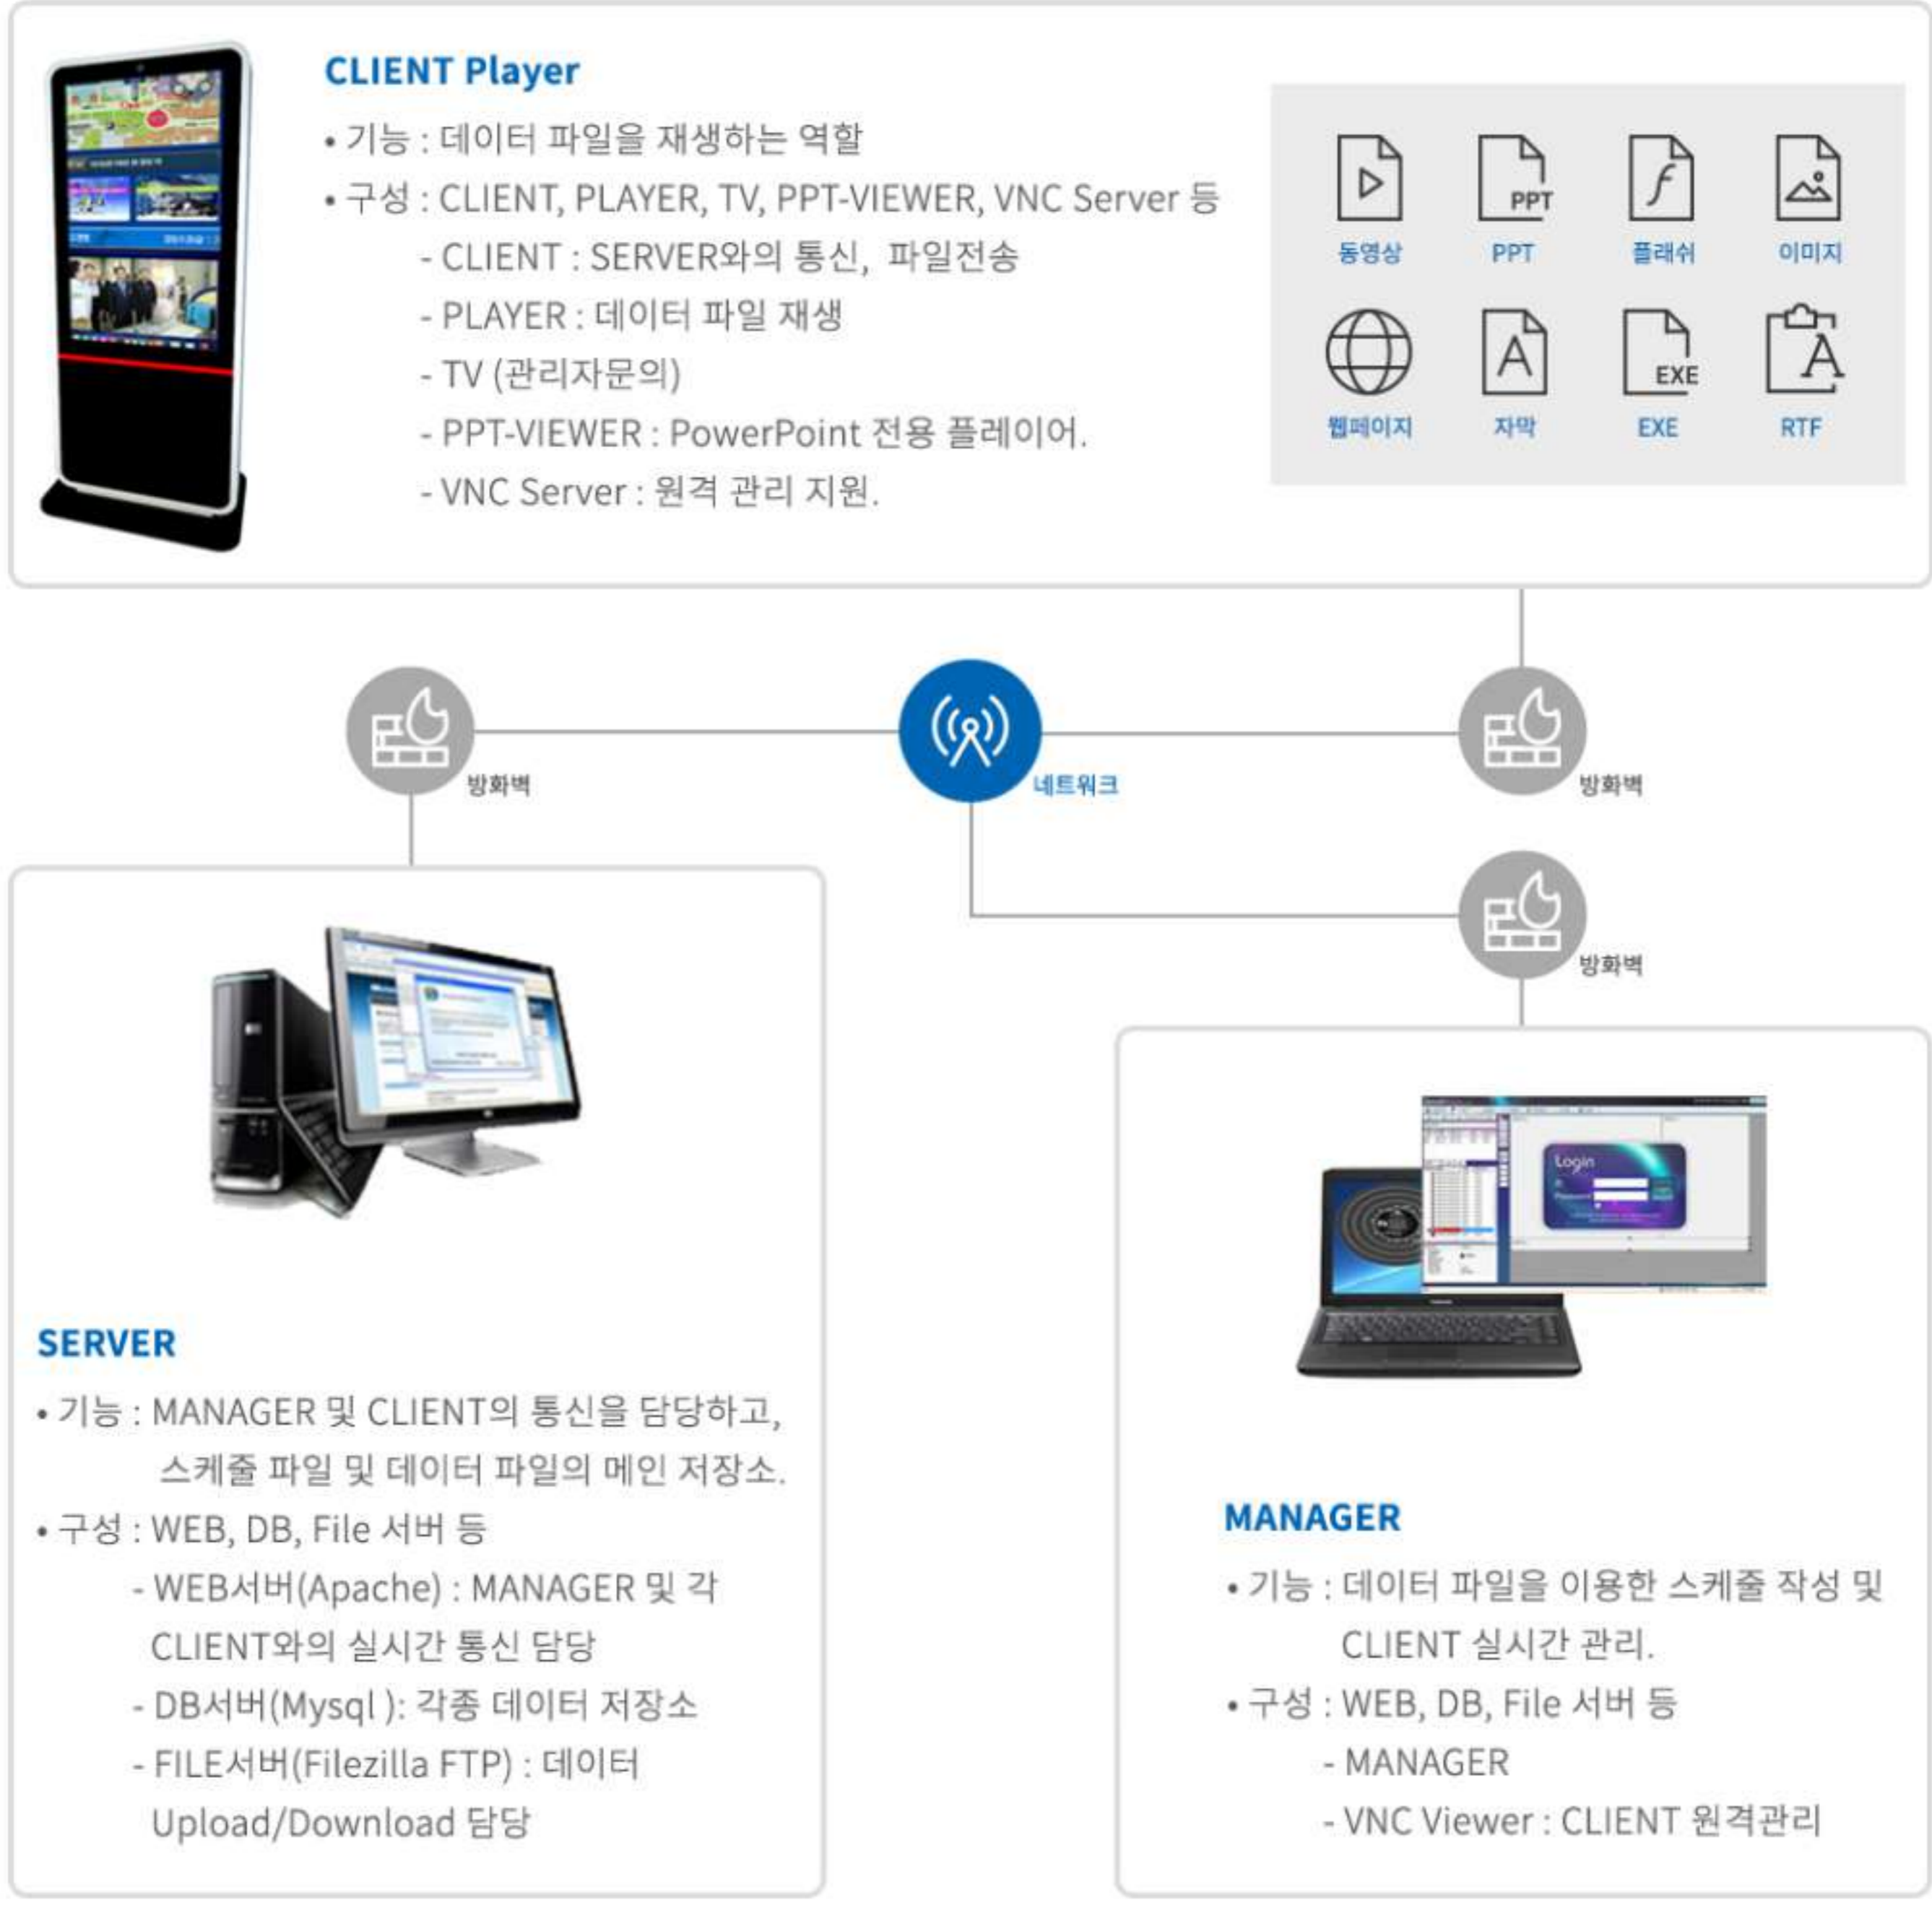 CLIENT Player
• 기능 : 데이터 파일을 재생하는 역할
• 구성 : CLIENT, PLAYER, TV, PPT-VIEWER, VNC Server 등
- CLIENT : SERVER와의 통신, 파일전송
- PLAYER : 데이터 파일 재생
- TV (관리자문의)
- PPT-VIEWER : PowerPoint 전용 플레이어.
- VNC Server : 원격 관리 지원.
PPT
동영상 PPT 플래쉬 이미지
A EXE A
웹페이지 자막 EXE RTF
방화벽
네트워크
방화벽
방화벽
SERVER
• 기능 : MANAGER 및 CLIENT의 통신을 담당하고,
스케줄 파일 및 데이터 파일의 메인 저장소.
• 구성 : WEB, DB, File 서버 등
- WEB서버(Apache) : MANAGER 및 각
CLIENT와의 실시간 통신 담당
- DB서버(Mysql ): 각종 데이터 저장소
- FILE서버(Filezilla FTP) : 데이터
Upload/Download 담당
Login
MANAGER
• 기능 : 데이터 파일을 이용한 스케줄 작성 및
CLIENT 실시간 관리.
• 구성 : WEB, DB, File 서버 등
- MANAGER
- VNC Viewer : CLIENT 원격관리